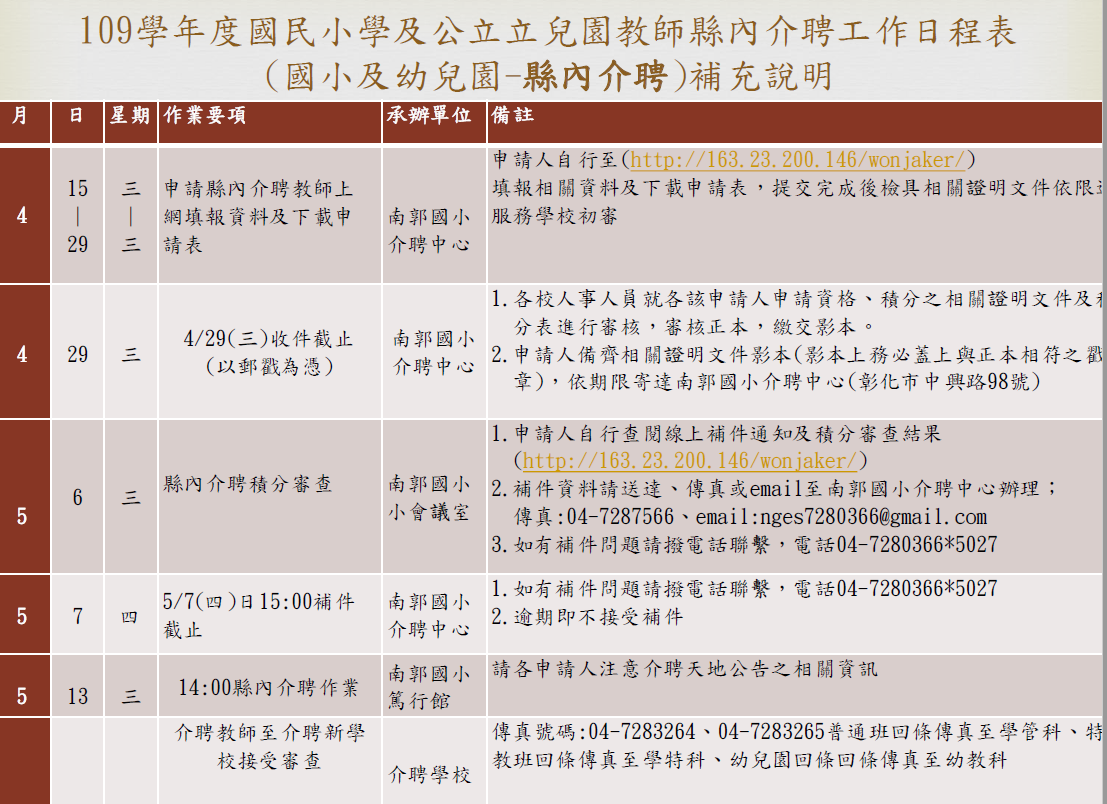 109學年度國民小學及公立立兒園教師縣內介聘工作日程表
(國小及幼兒園-縣內介聘)補充說明
月 日 星期 作業要項 承辦單位 備註
4
15
|
29
三
|
三
申請縣內介聘教師上
網填報資料及下載申
請表
南郭國小
介聘中心
申請人自行至(http://163.23.200.146/wonjaker/)
填報相關資料及下載申請表,提交完成後檢具相關證明文件依限
服務學校初審
4
29
三
4/29(三)收件截止
(以郵戳為憑)
南郭國小
介聘中心
1.各校人事人員就各該申請人申請資格、積分之相關證明文件及
分表進行審核,審核正本,繳交影本。
2.申請人備齊相關證明文件影本(影本上務必蓋上與正本相符之戳
章),依期限寄達南郭國小介聘中心(彰化市中興路98號)
5
6
三
縣內介聘積分審查
南郭國小
小會議室
1.申請人自行查閱線上補件通知及積分審查結果
(http://163.23.200.146/wonjaker/)
2.補件資料請送達、傳真或email至南郭國小介聘中心辦理;
傳真:04-7287566、email:nges7280366@gmail.com
3.如有補件問題請撥電話聯繫,電話04-7280366*5027
5
7
四
5/7(四)日15:00補件
截止
南郭國小
介聘中心
1.如有補件問題請撥電話聯繫,電話04-7280366*5027
2.逾期即不接受補件
5
13
三
14:00縣內介聘作業
南郭國小
篤行館
請各申請人注意介聘天地公告之相關資訊
介聘教師至介聘新學
校接受審查
介聘學校
傳真號碼:04-7283264、04-7283265普通班回條傳真至學管科、特
教班回條傳真至學特科、幼兒園回條回條傳真至幼教科